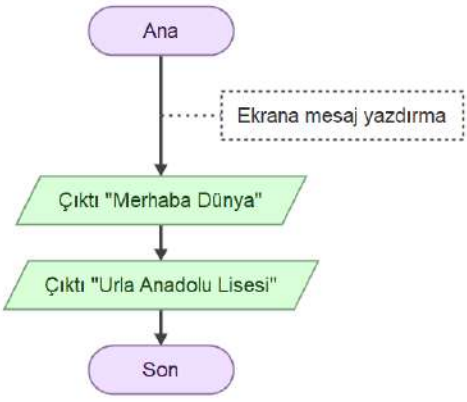 Ana
Ekrana mesaj yazdırma
Çıktı "Merhaba Dünya"
Çıktı "Urla Anadolu Lisesi"
Son